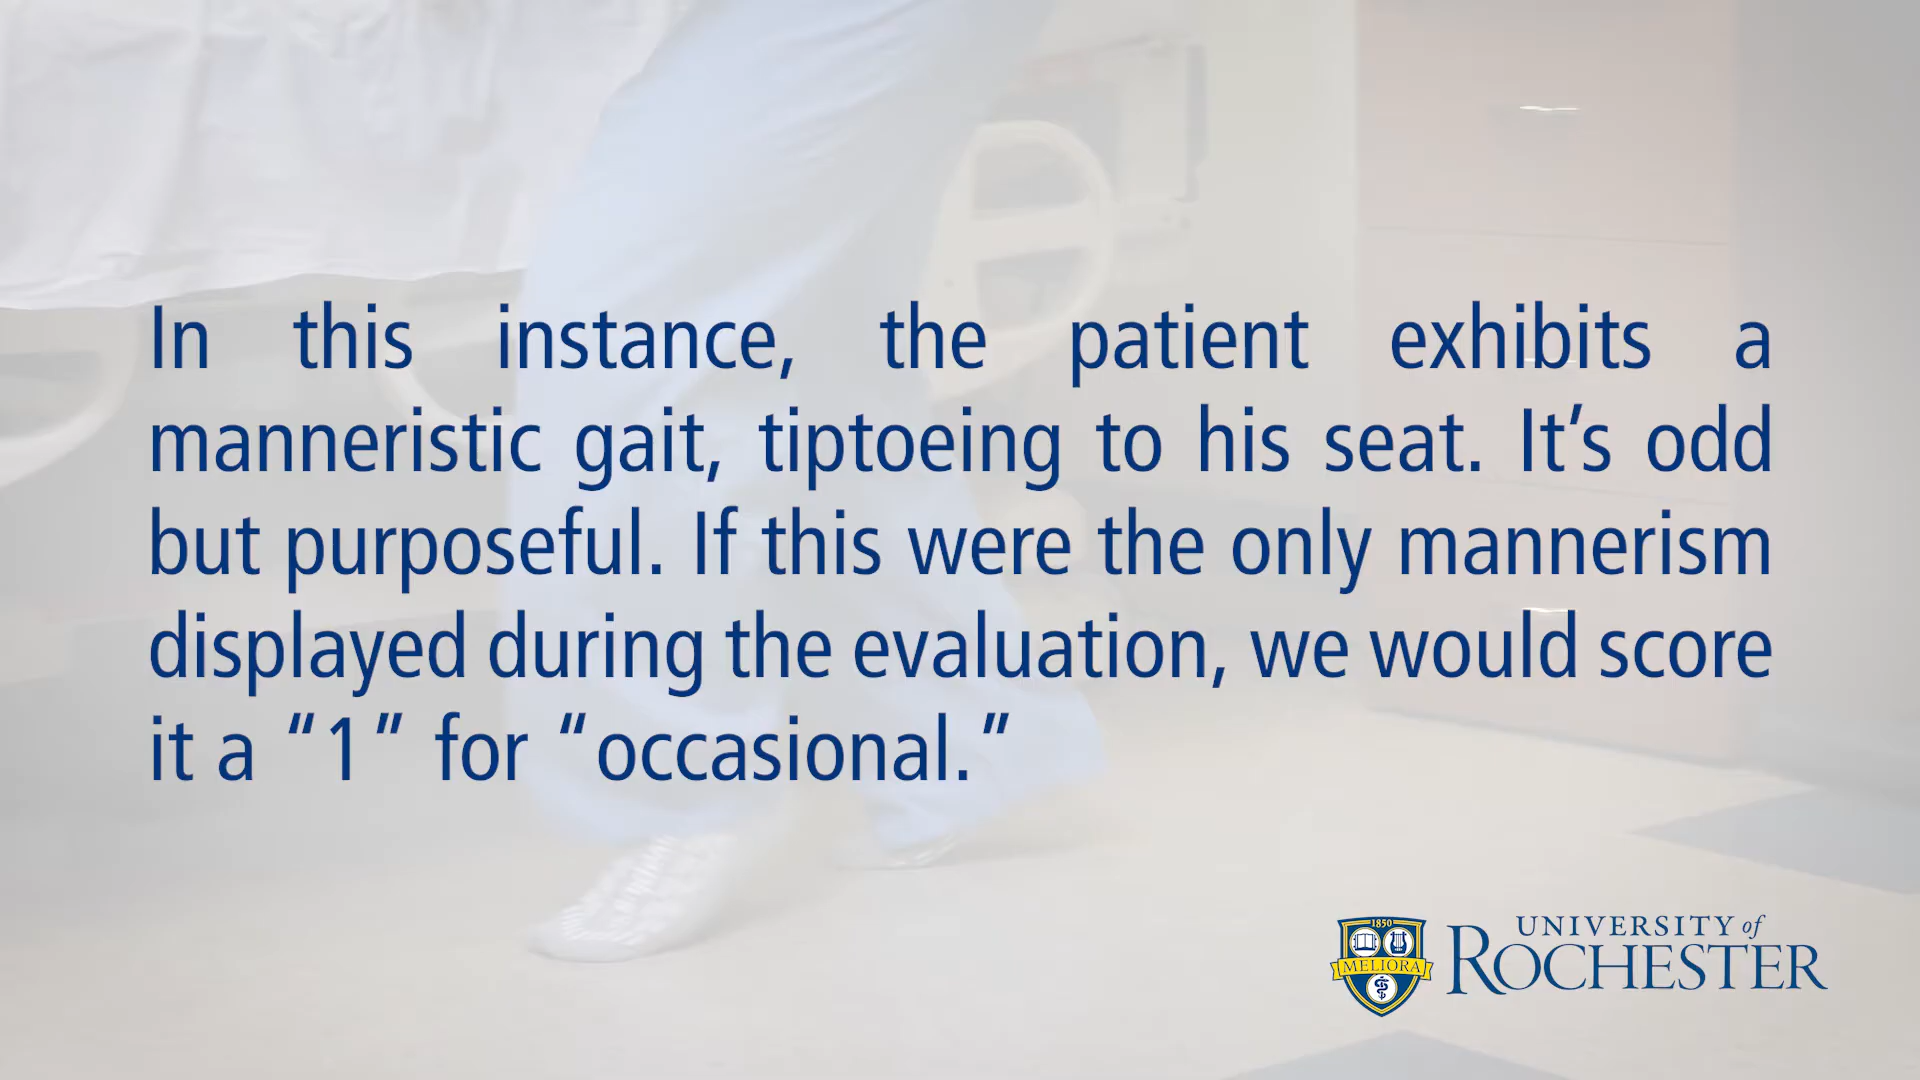 In this instance, the patient exhibits a
manneristic gait, tiptoeing to his seat. It’s odd
but purposeful. If this were the only mannerism
displayed during the evaluation, we would score
it a “1” for “occasional.”
1850
MELIORA
UNIVERSITY of
ROCHESTER